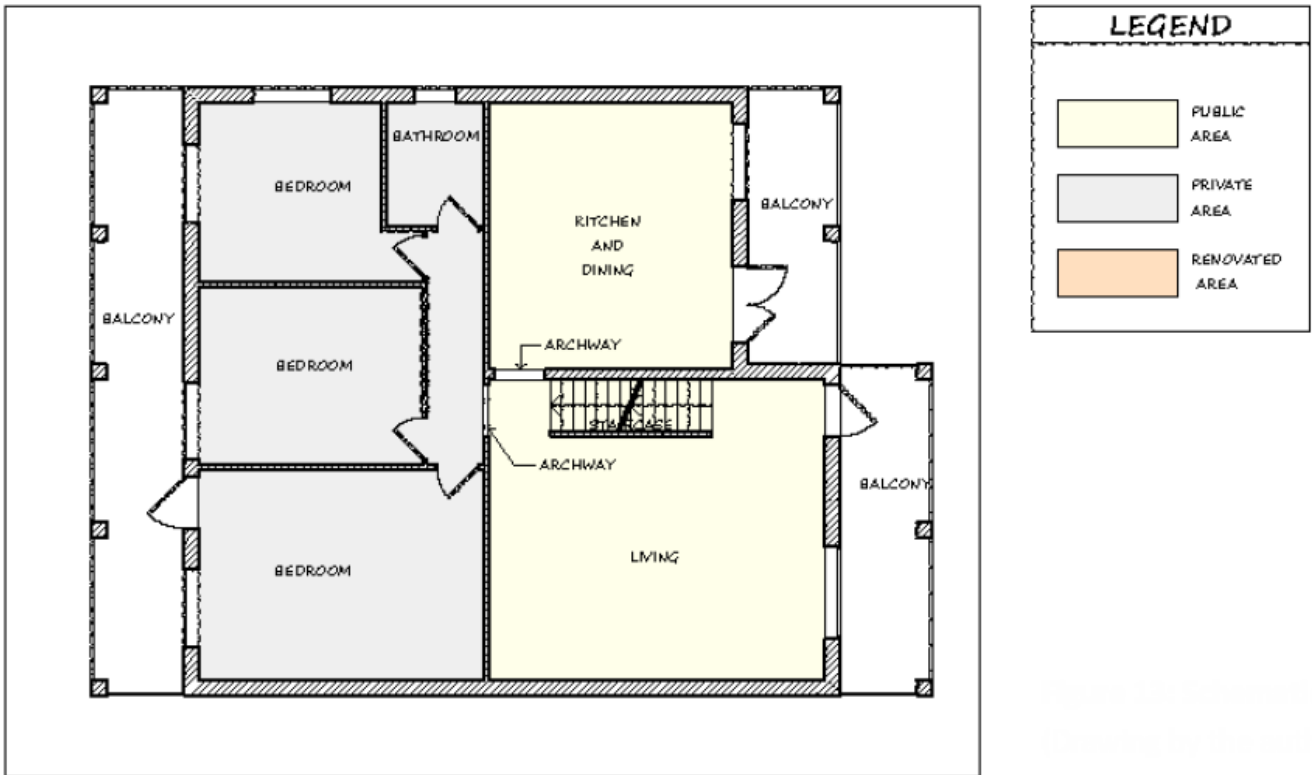 LEGEND
PUBLIC
AREA
PRIVATE
AREA
RENOVATED
AREA
BATHROOM
BEDROOM
KITCHEN
AND
DINING
BALCONY
BALCONY
ARCHWAY
BEDROOM
STAIRCASE
ARCHWAY
BALCONY
LIVING
BEDROOM